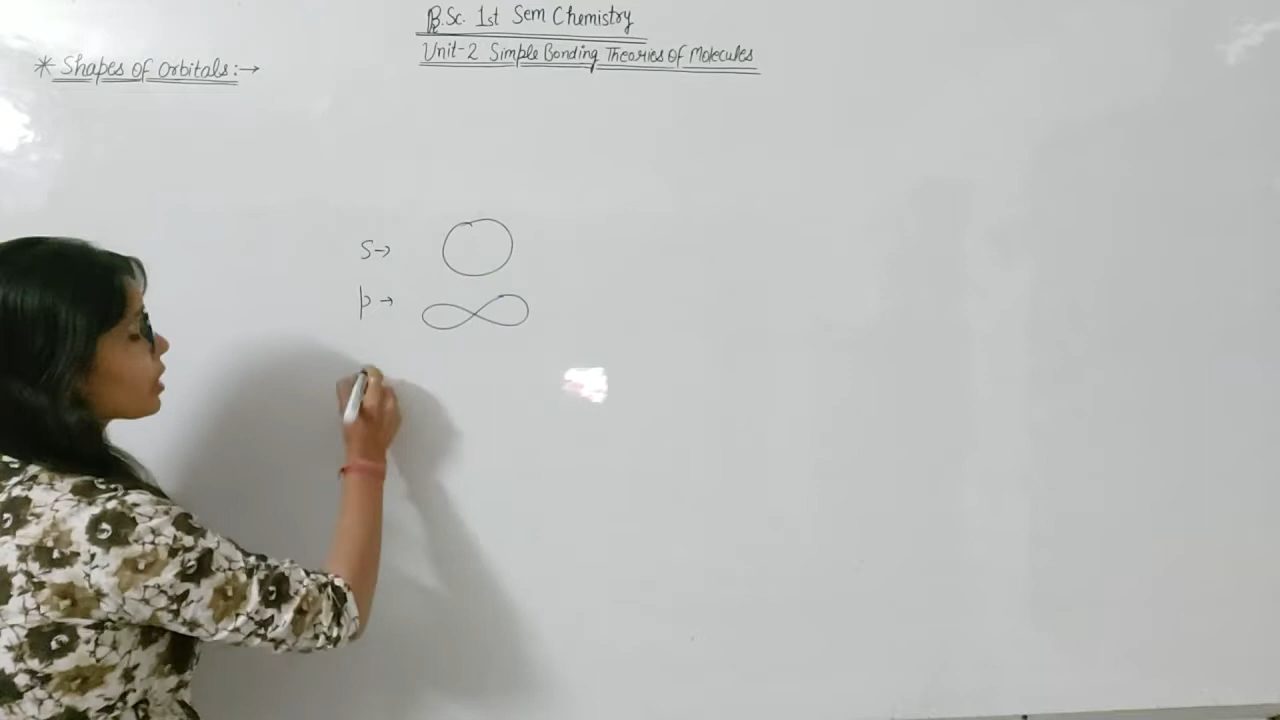 B.Sc. 1st Sem Chemistry
Unit-2 Simple Bonding Theories of Molecules
* Shapes of Orbitals:→
S→
p→